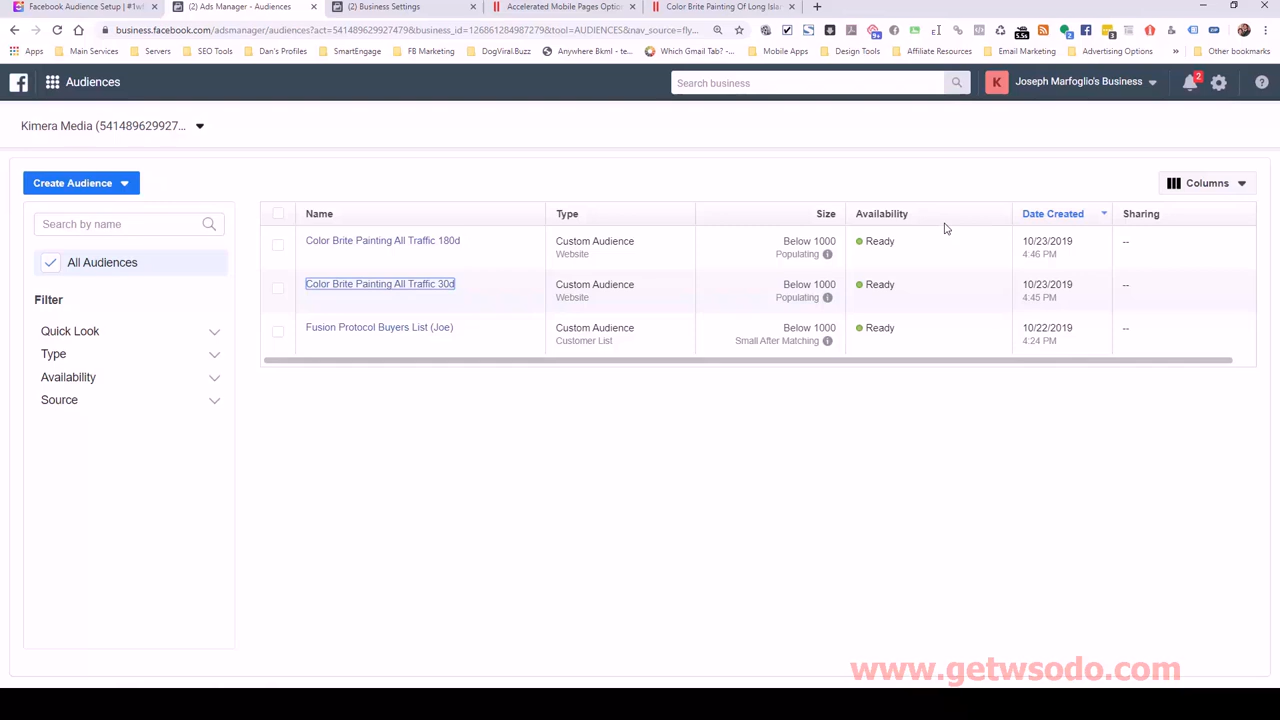 Facebook Audience Setup | #1wf
(2) Ads Manager - Audiences
(2) Business Settings
Accelerated Mobile Pages Option
Color Brite Painting Of Long Islan
business.facebook.com/adsmanager/audiences?act=541489629927479&business_id=126861284987279&tool=AUDIENCES&nav_source=fly...
Apps
Main Services
Servers
SEO Tools
Dan's Profiles
SmartEngage
FB Marketing
DogViral.Buzz
Anywhere Bkml - te...
Which Gmail Tab? -...
Mobile Apps
Design Tools
Affiliate Resources
Email Marketing
Advertising Options
»
Other bookmarks
Audiences
Search business
K
Joseph Marfoglio's Business
2
Kimera Media (541489629927...
Create Audience
Columns
Search by name
All Audiences
Filter
Quick Look
Type
Availability
Source
Name
Type
Size
Availability
Date Created
Sharing
Color Brite Painting All Traffic 180d
Custom Audience
Website
Below 1000
Populating
Ready
10/23/2019
4:46 PM
--
Color Brite Painting All Traffic 30d
Custom Audience
Website
Below 1000
Populating
Ready
10/23/2019
4:45 PM
--
Fusion Protocol Buyers List (Joe)
Custom Audience
Customer List
Below 1000
Small After Matching
Ready
10/22/2019
4:24 PM
--
www.getwsodo.com